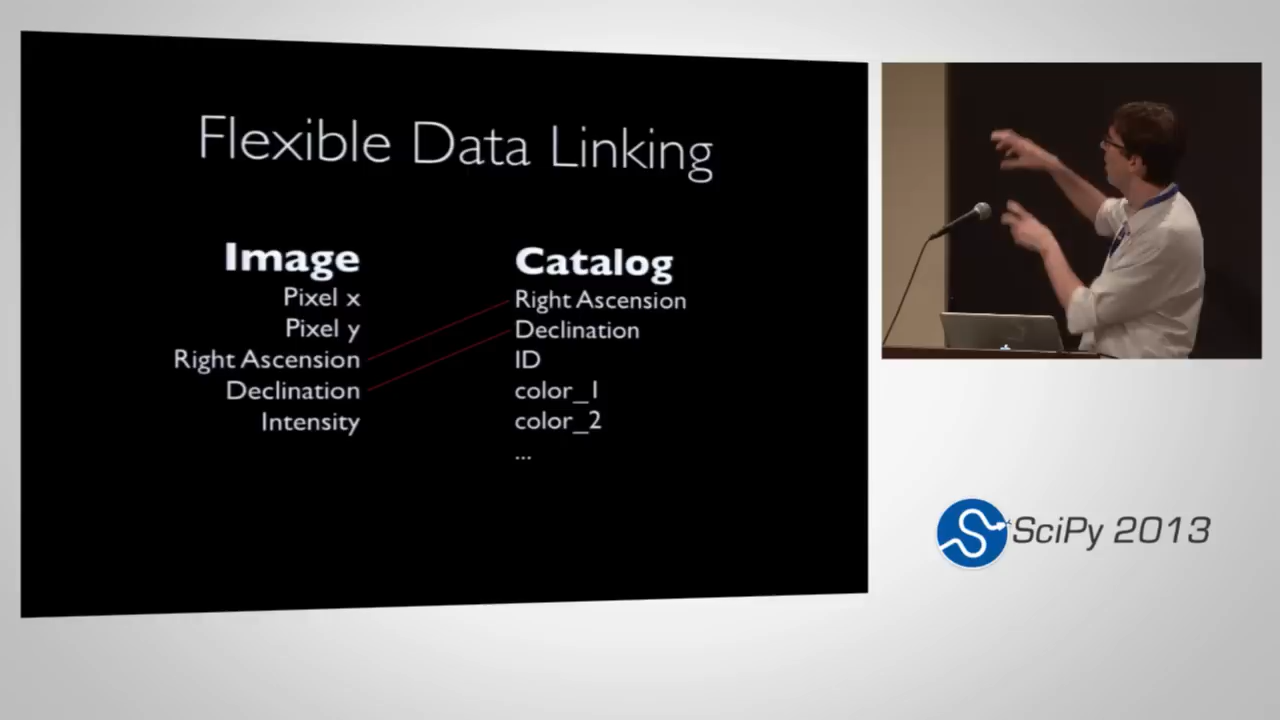 Flexible Data Linking
Image
Pixel x
Pixel y
Right Ascension
Declination
Intensity
Catalog
Right Ascension
Declination
ID
color_1
color_2
...
SciPy 2013